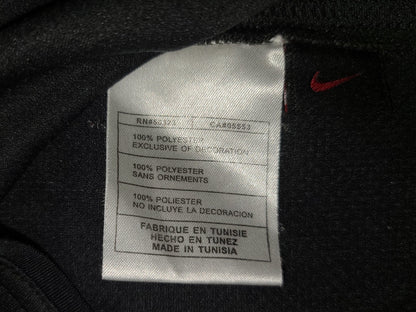 RN#56323 CA#05553
100% POLYESTER
EXCLUSIVE OF DECORATION
100% POLYESTER
SANS ORNEMENTS
100% POLIESTER
NO INCLUYE LA DECORACION
FABRIQUE EN TUNISIE
HECHO EN TUNEZ
MADE IN TUNISIA